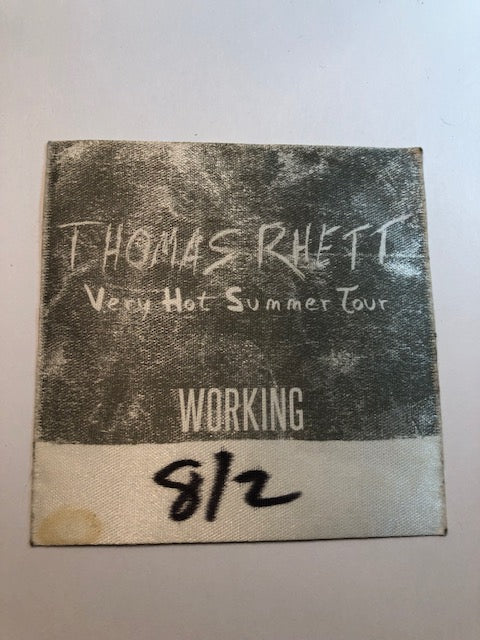 THOMAS RHETT
Very Hot Summer Tour
WORKING
8/2